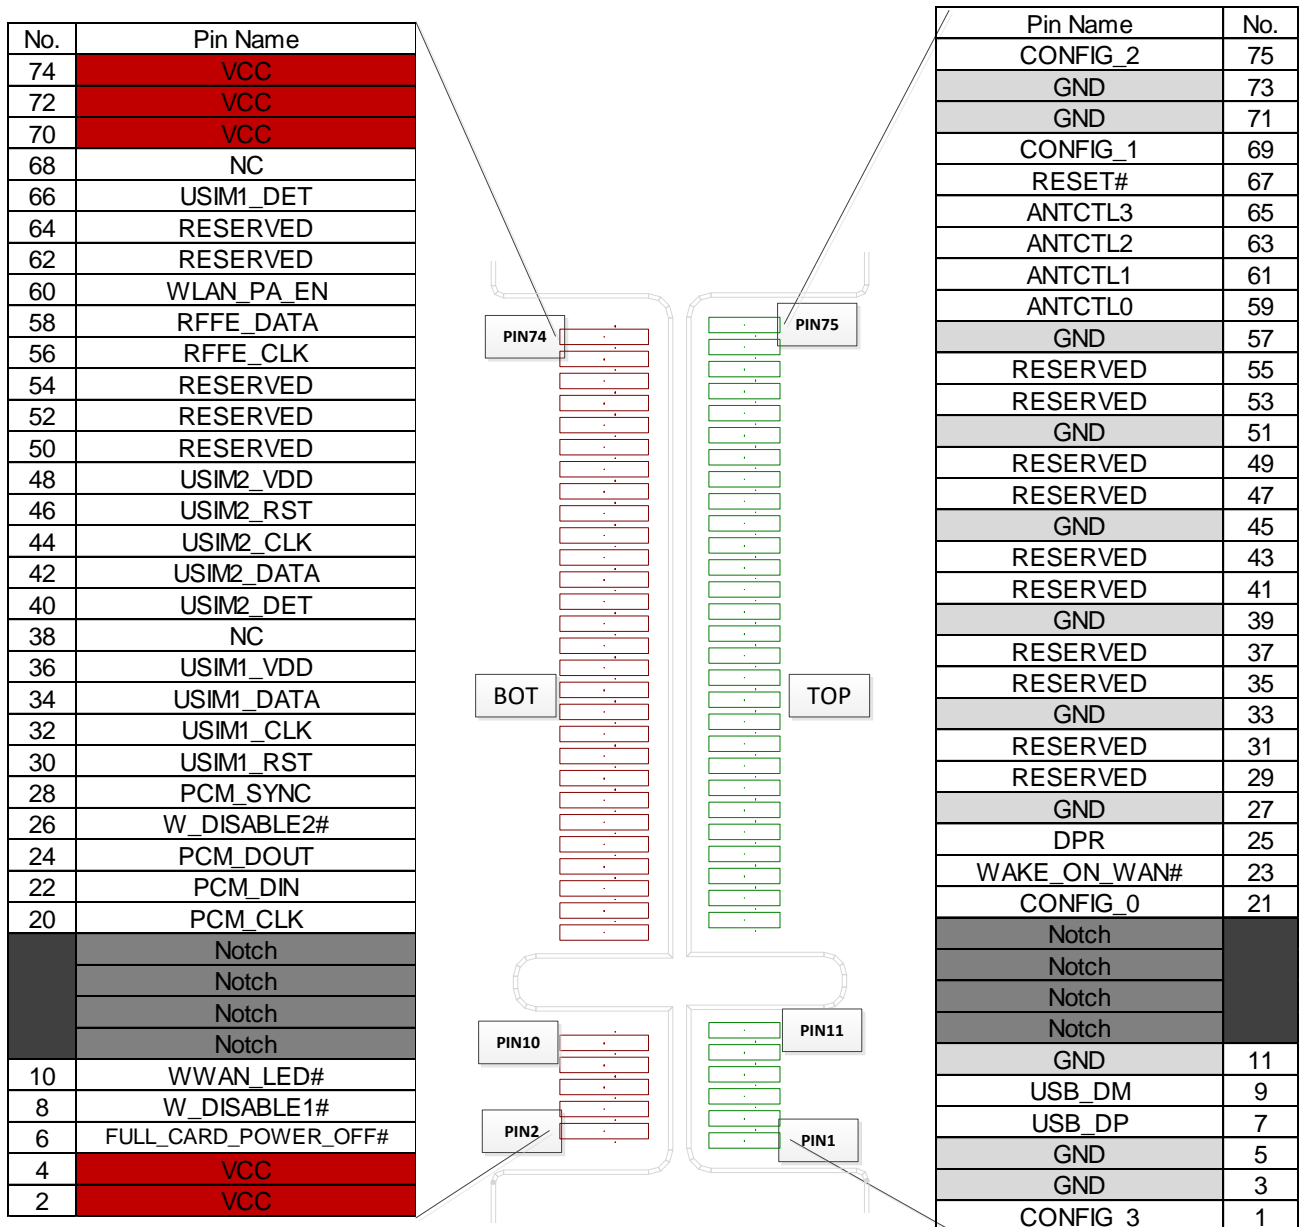 No. Pin Name
74 VCC
72 VCC
70 VCC
68 NC
66 USIM1_DET
64 RESERVED
62 RESERVED
60 WLAN_PA_EN
58 RFFE_DATA
56 RFFE_CLK
54 RESERVED
52 RESERVED
50 RESERVED
48 USIM2_VDD
46 USIM2_RST
44 USIM2_CLK
42 USIM2_DATA
40 USIM2_DET
38 NC
36 USIM1_VDD
34 USIM1_DATA
32 USIM1_CLK
30 USIM1_RST
28 PCM_SYNC
26 W_DISABLE2#
24 PCM_DOUT
22 PCM_DIN
20 PCM_CLK
Notch
Notch
Notch
Notch
10 WWAN_LED#
8 W_DISABLE1#
6 FULL_CARD_POWER_OFF#
4 VCC
2 VCC
PIN74
PIN75
BOT
TOP
PIN10
PIN11
PIN2
PIN1
Pin Name No.
CONFIG_2 75
GND 73
GND 71
CONFIG_1 69
RESET# 67
ANTCTL3 65
ANTCTL2 63
ANTCTL1 61
ANTCTL0 59
GND 57
RESERVED 55
RESERVED 53
GND 51
RESERVED 49
RESERVED 47
GND 45
RESERVED 43
RESERVED 41
GND 39
RESERVED 37
RESERVED 35
GND 33
RESERVED 31
RESERVED 29
GND 27
DPR 25
WAKE_ON_WAN# 23
CONFIG_0 21
Notch
Notch
Notch
Notch
GND 11
USB_DM 9
USB_DP 7
GND 5
GND 3
CONFIG_3 1